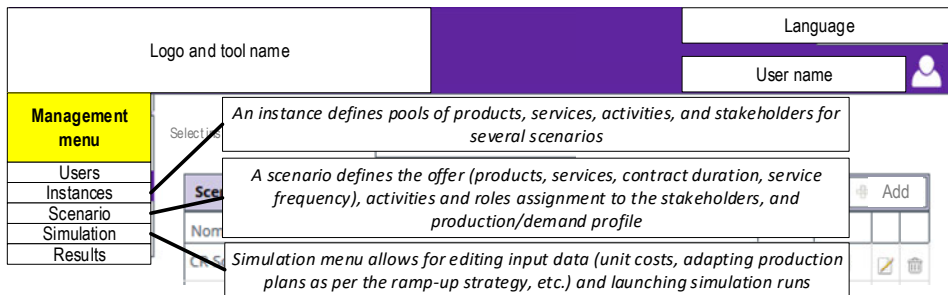 Language
Logo and tool name
User name
Management
menu
An instance defines pools of products, services, activities, and stakeholders for
several scenarios
Users
Instances
Scenario
Simulation
Results
A scenario defines the offer (products, services, contract duration, service
frequency), activities and roles assignment to the stakeholders, and
production/demand profile
Add
Simulation menu allows for editing input data (unit costs, adapting production
plans as per the ramp-up strategy, etc.) and launching simulation runs